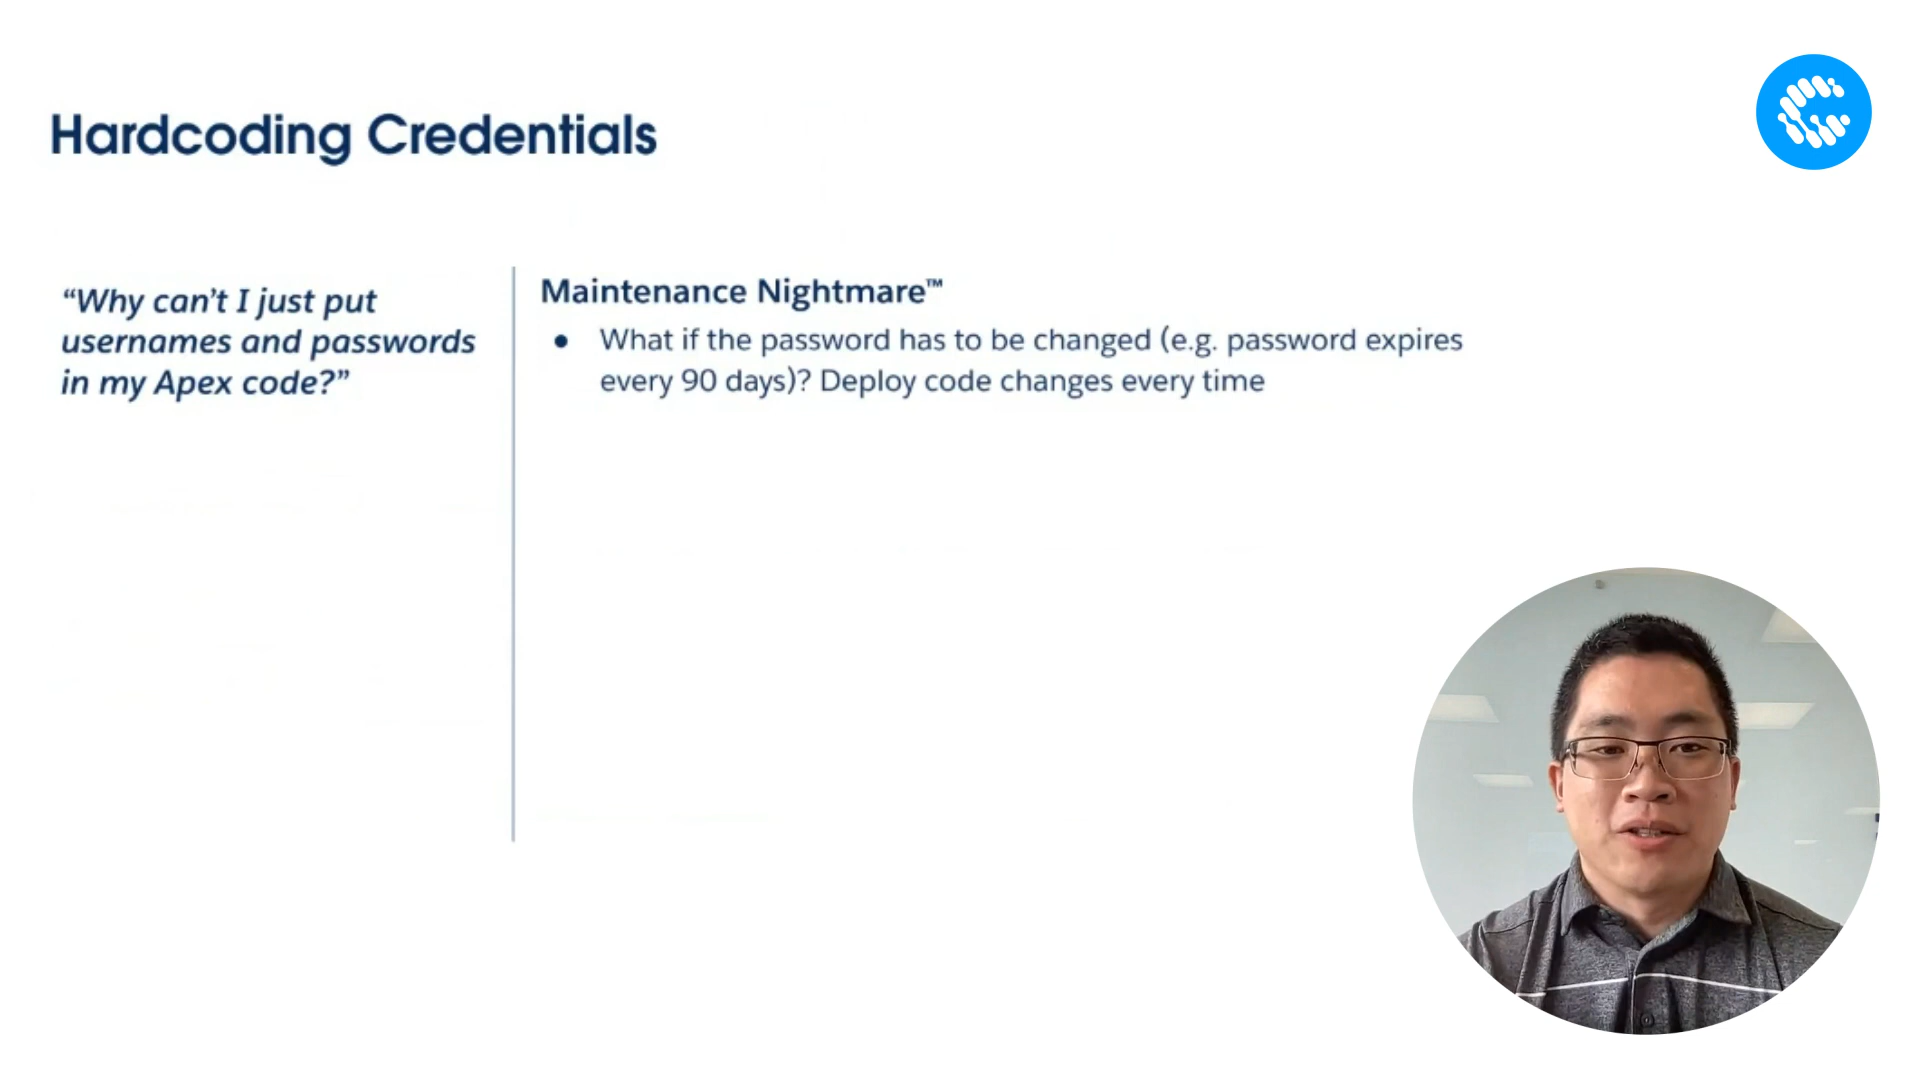 Hardcoding Credentials
“Why can’t I just put
usernames and passwords
in my Apex code?”
Maintenance Nightmare™
● What if the password has to be changed (e.g. password expires
every 90 days)? Deploy code changes every time